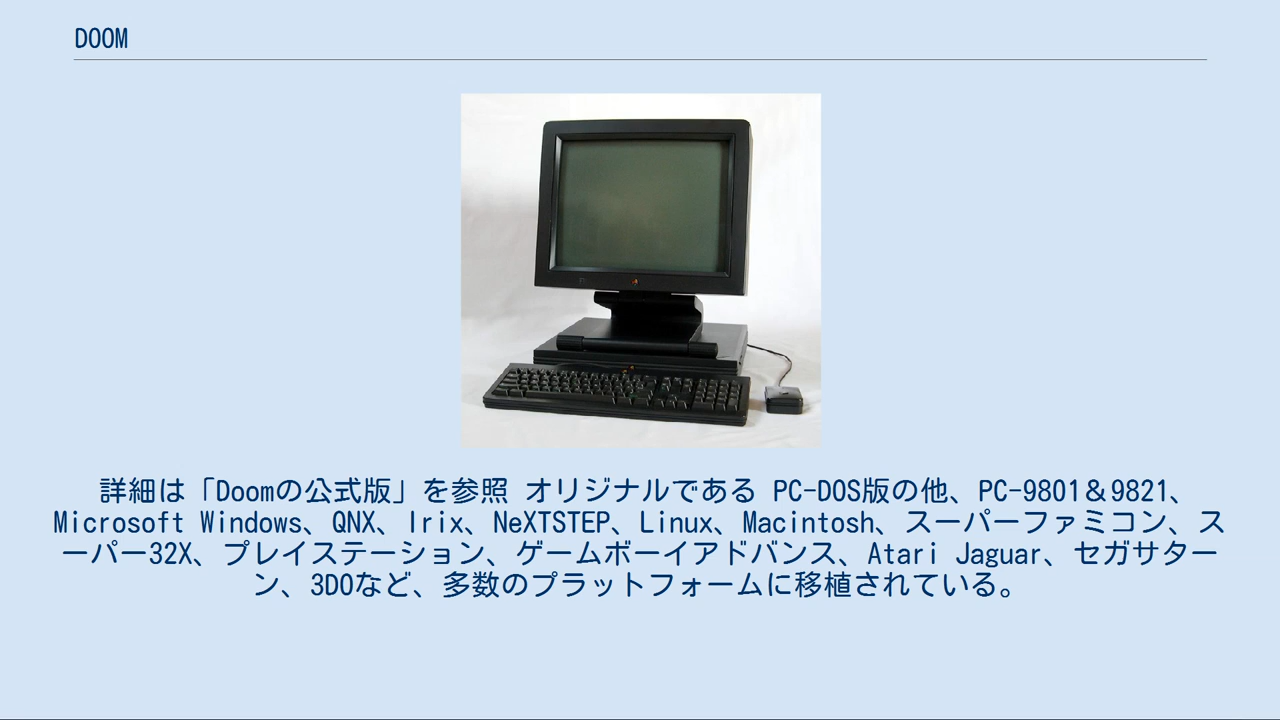 DOOM
詳細は「Doomの公式版」を参照 オリジナルである PC-DOS版の他、PC-9801＆9821、
Microsoft Windows、QNX、Irix、NeXTSTEP、Linux、Macintosh、スーパーファミコン、ス
ーパー32X、プレイステーション、ゲームボーイアドバンス、Atari Jaguar、セガサター
ン、3DOなど、多数のプラットフォームに移植されている。